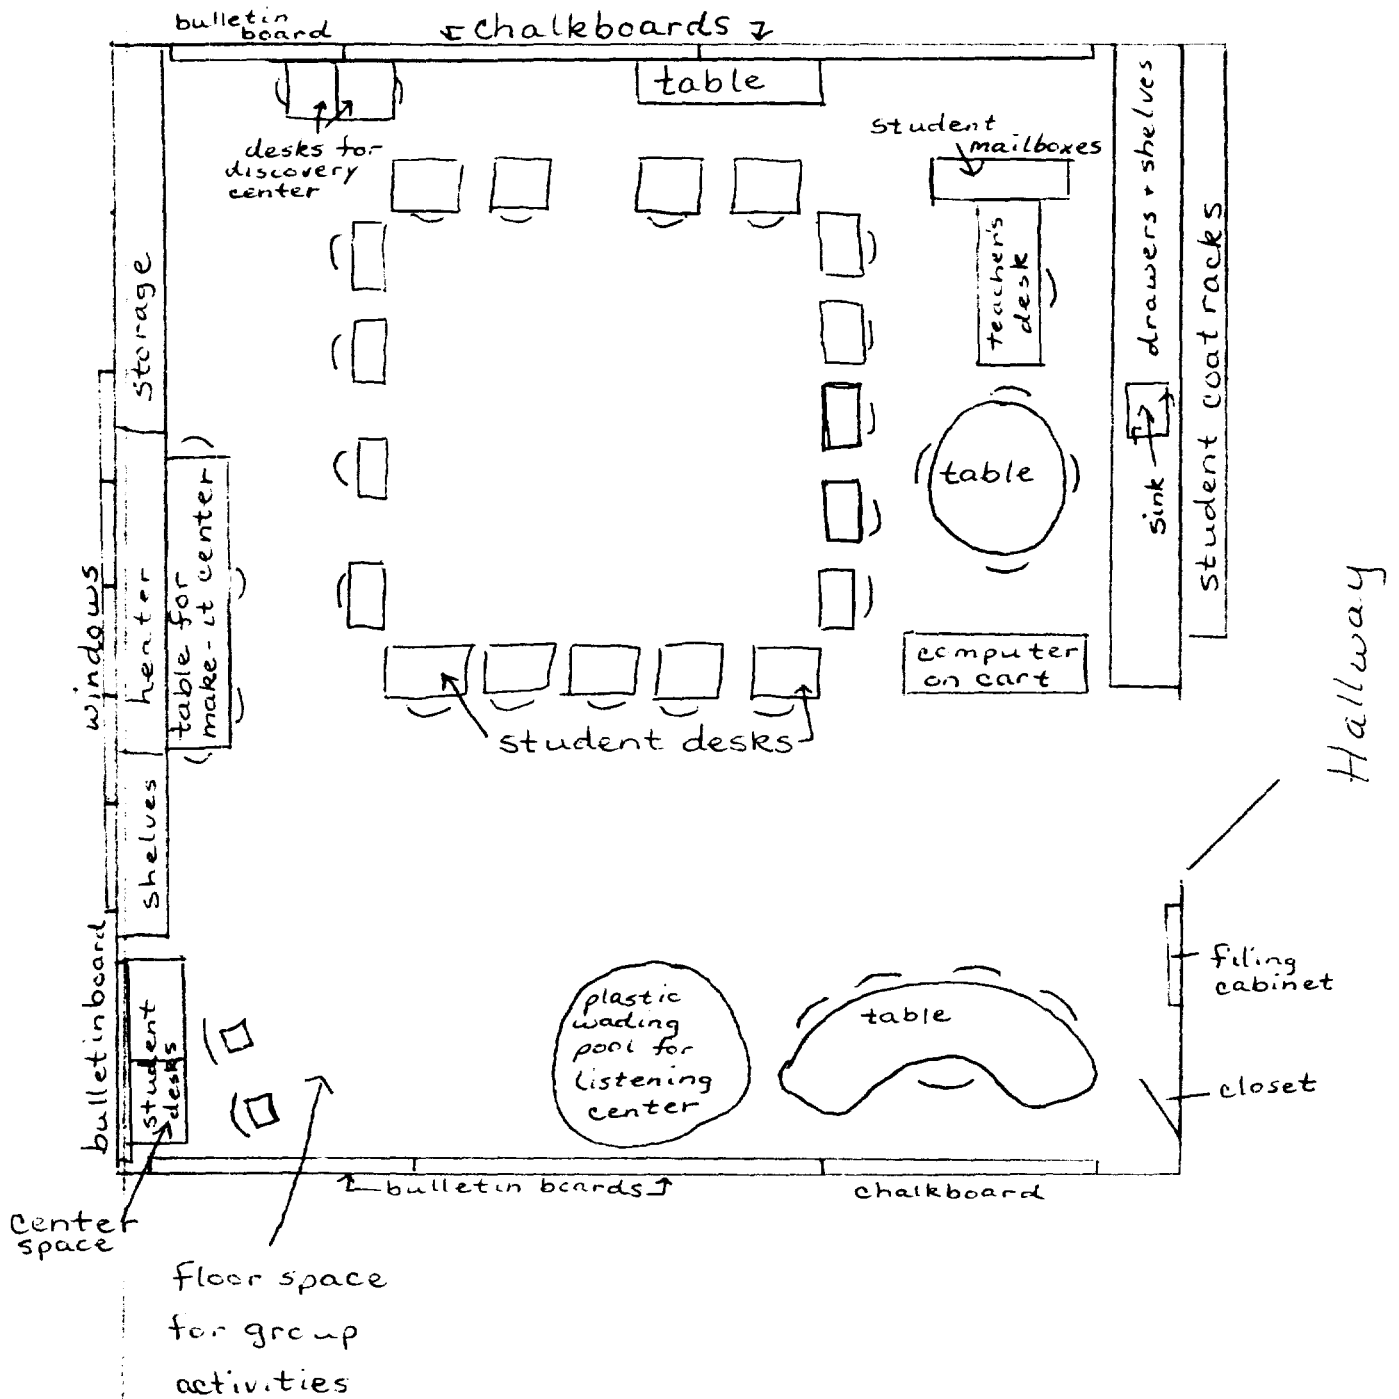 bulletin
board
chalkboards
table
desks for
discovery
center
student
mailboxes
teacher's
desk
drawers + shelves
sink
student coat racks
storage
heater
shelves
windows
table for
make-it center
table
computer
on cart
student desks
Hallway
bulletin board
student
desks
plastic
wading
pool for
listening
center
table
filing
cabinet
closet
bulletin boards
chalkboard
center
space
floor space
for group
activities